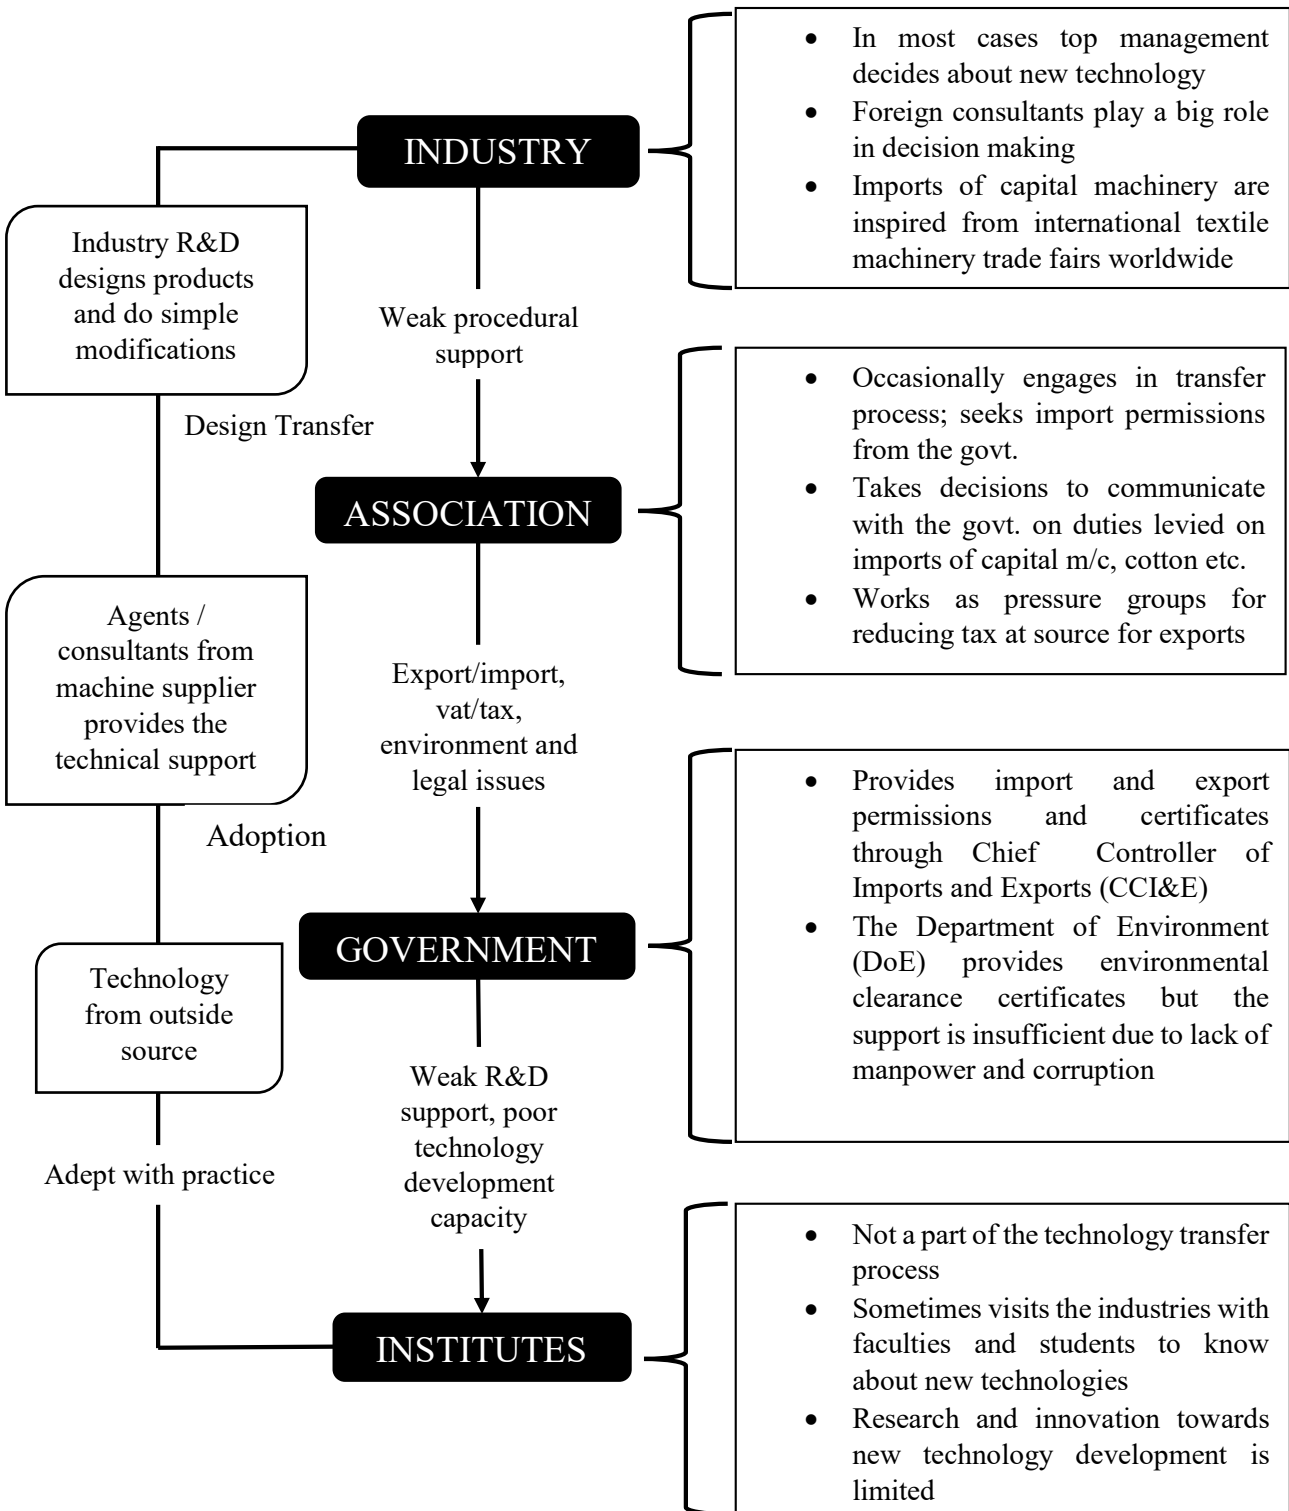 INDUSTRY
• In most cases top management
decides about new technology
• Foreign consultants play a big role
in decision making
• Imports of capital machinery are
inspired from international textile
machinery trade fairs worldwide
Industry R&D
designs products
and do simple
modifications
Weak procedural
support
Design Transfer
ASSOCIATION
• Occasionally engages in transfer
process; seeks import permissions
from the govt.
• Takes decisions to communicate
with the govt. on duties levied on
imports of capital m/c, cotton etc.
• Works as pressure groups for
reducing tax at source for exports
Agents /
consultants from
machine supplier
provides the
technical support
Export/import,
vat/tax,
environment and
legal issues
Adoption
GOVERNMENT
• Provides import and export
permissions and certificates
through Chief Controller of
Imports and Exports (CCI&E)
• The Department of Environment
(DoE) provides environmental
clearance certificates but the
support is insufficient due to lack of
manpower and corruption
Technology
from outside
source
Weak R&D
support, poor
technology
development
capacity
Adept with practice
INSTITUTES
• Not a part of the technology transfer
process
• Sometimes visits the industries with
faculties and students to know
about new technologies
• Research and innovation towards
new technology development is
limited